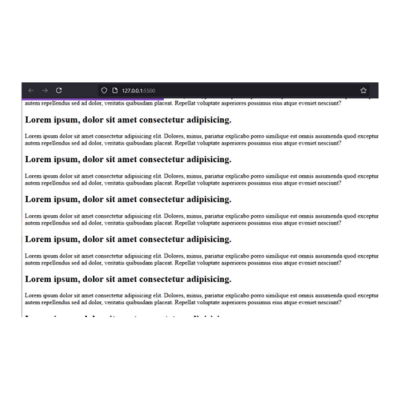 127.0.0.1:5500
autem repellendus sed ad dolor, veritatis quibusdam placeat. Repellat voluptate asperiores possimus eius atque eveniet nesciunt?
Lorem ipsum, dolor sit amet consectetur adipisicing.
Lorem ipsum dolor sit amet consectetur adipisicing elit. Dolores, minus, pariatur explicabo porro similique est omnis assumenda quod exceptur
autem repellendus sed ad dolor, veritatis quibusdam placeat. Repellat voluptate asperiores possimus eius atque eveniet nesciunt?
Lorem ipsum, dolor sit amet consectetur adipisicing.
Lorem ipsum dolor sit amet consectetur adipisicing elit. Dolores, minus, pariatur explicabo porro similique est omnis assumenda quod exceptur
autem repellendus sed ad dolor, veritatis quibusdam placeat. Repellat voluptate asperiores possimus eius atque eveniet nesciunt?
Lorem ipsum, dolor sit amet consectetur adipisicing.
Lorem ipsum dolor sit amet consectetur adipisicing elit. Dolores, minus, pariatur explicabo porro similique est omnis assumenda quod exceptur
autem repellendus sed ad dolor, veritatis quibusdam placeat. Repellat voluptate asperiores possimus eius atque eveniet nesciunt?
Lorem ipsum, dolor sit amet consectetur adipisicing.
Lorem ipsum dolor sit amet consectetur adipisicing elit. Dolores, minus, pariatur explicabo porro similique est omnis assumenda quod exceptur
autem repellendus sed ad dolor, veritatis quibusdam placeat. Repellat voluptate asperiores possimus eius atque eveniet nesciunt?
Lorem ipsum, dolor sit amet consectetur adipisicing.
Lorem ipsum dolor sit amet consectetur adipisicing elit. Dolores, minus, pariatur explicabo porro similique est omnis assumenda quod exceptur
autem repellendus sed ad dolor, veritatis quibusdam placeat. Repellat voluptate asperiores possimus eius atque eveniet nesciunt?